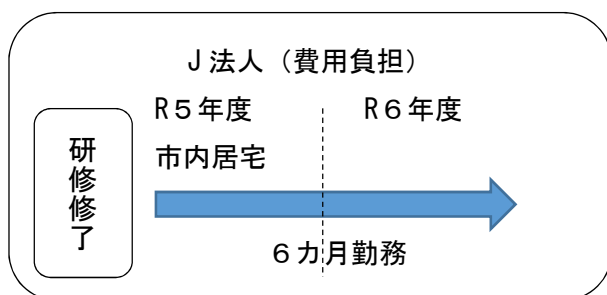 J法人（費用負担）
R５年度
R６年度
研修修了
市内居宅
６カ月勤務